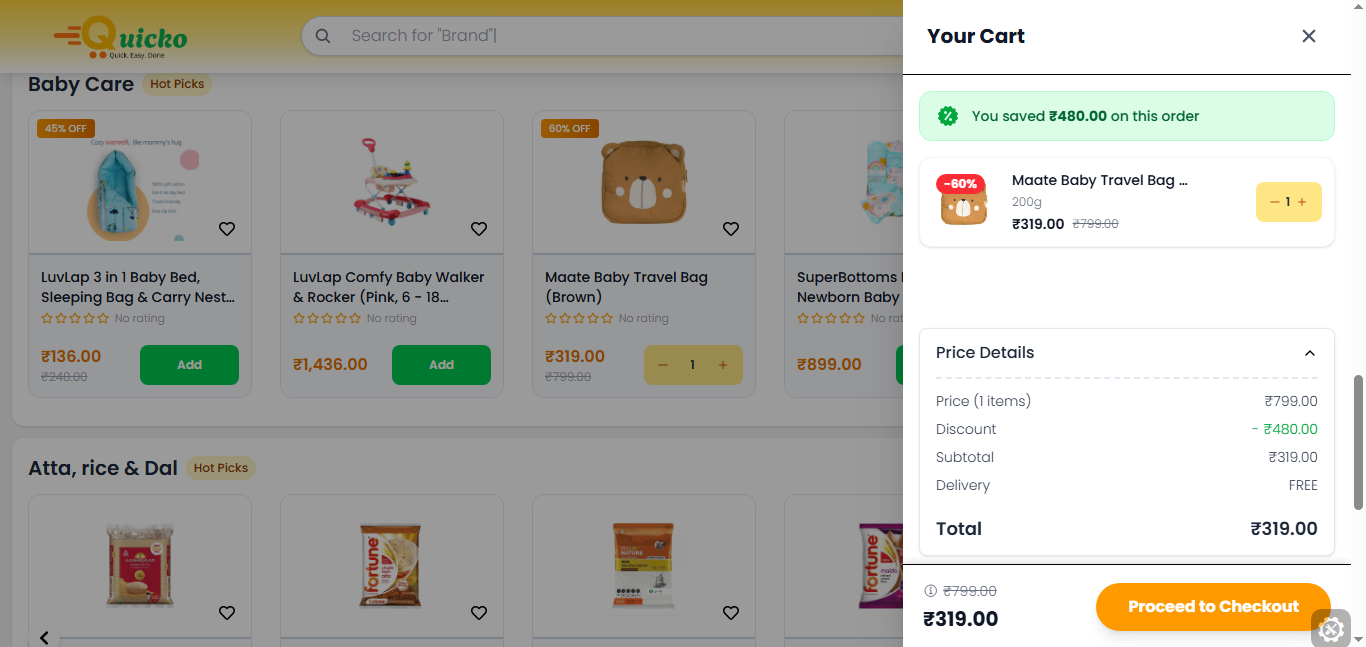 Quicko
Quick. Easy. Done
Search for "Brand"
Baby Care
Hot Picks
45% OFF
Cozy warmth, like mommy's hug
60% OFF
LuvLap 3 in 1 Baby Bed,
Sleeping Bag & Carry Nest...
No rating
₹136.00
₹248.00
Add
LuvLap Comfy Baby Walker
& Rocker (Pink, 6 - 18...
No rating
₹1,436.00
Add
Maate Baby Travel Bag
(Brown)
No rating
₹319.00
₹799.00
− 1 +
SuperBottoms
Newborn Baby
No rat
₹899.00
Atta, rice & Dal
Hot Picks
AASHIRVAAD
fortune
fortune
Your Cart
You saved ₹480.00 on this order
-60%
Maate Baby Travel Bag ...
200g
₹319.00 ₹799.00
− 1 +
Price Details
Price (1 items) ₹799.00
Discount - ₹480.00
Subtotal ₹319.00
Delivery FREE
Total ₹319.00
₹799.00
₹319.00
Proceed to Checkout